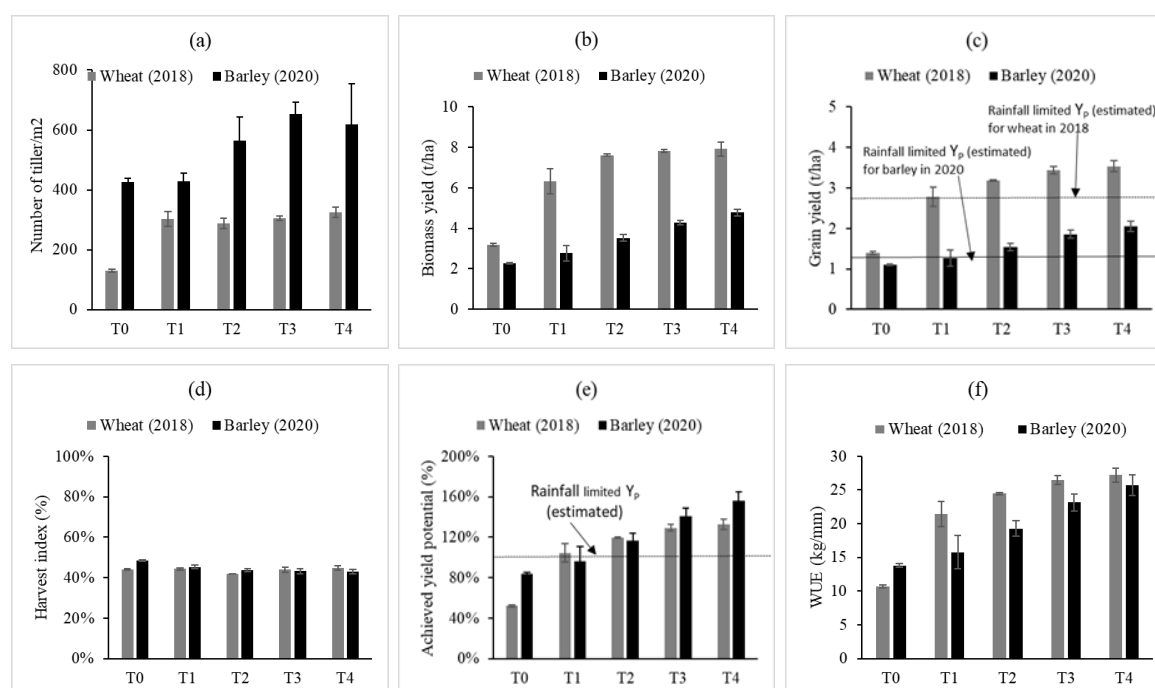 (a)
Wheat (2018) Barley (2020)
Number of tiller/m2
800
600
400
200
0
T0 T1 T2 T3 T4
(b)
Wheat (2018) Barley (2020)
Biomass yield (t/ha)
10
8
6
4
2
0
T0 T1 T2 T3 T4
(c)
Wheat (2018) Barley (2020)
Grain yield (t/ha)
6
5
4
3
2
1
0
Rainfall limited Yp (estimated)
for wheat in 2018
Rainfall limited Yp (estimated)
for barley in 2020
T0 T1 T2 T3 T4
(d)
Wheat (2018) Barley (2020)
Harvest index (%)
100%
80%
60%
40%
20%
0%
T0 T1 T2 T3 T4
(e)
Wheat (2018) Barley (2020)
Achieved yield potential (%)
200%
160%
120%
80%
40%
0%
Rainfall limited Yp
(estimated)
T0 T1 T2 T3 T4
(f)
Wheat (2018) Barley (2020)
WUE (kg/mm)
30
25
20
15
10
5
0
T0 T1 T2 T3 T4